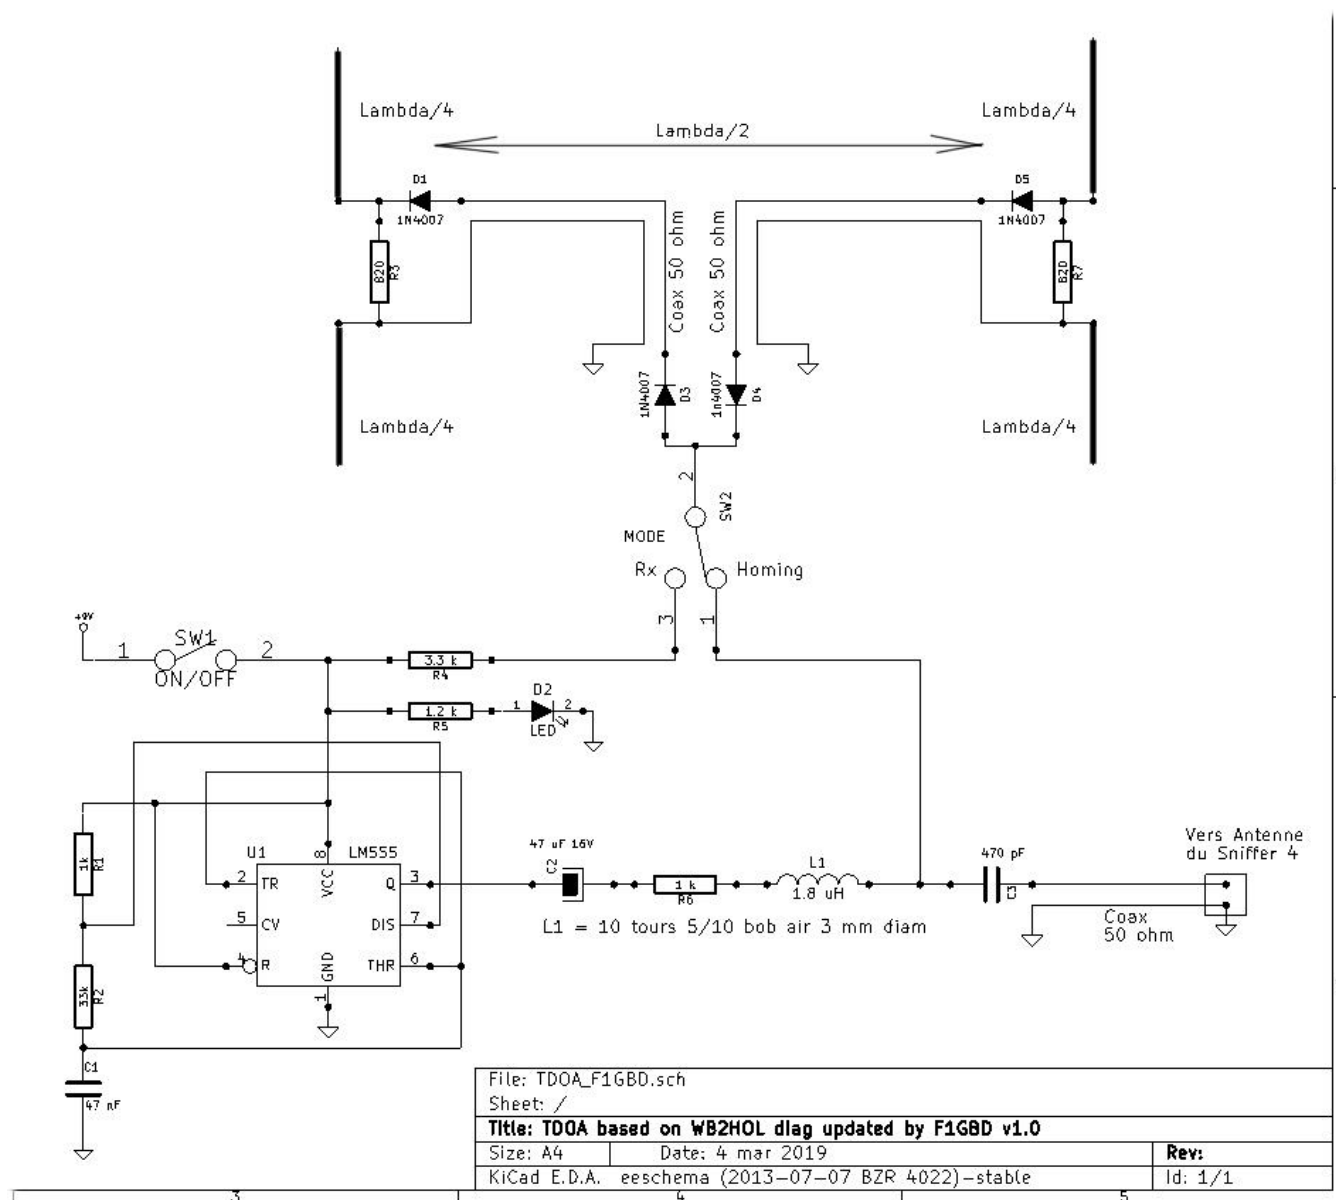 Lambda/4
Lambda/4
Lambda/2
D1
1N4007
D5
1N4007
820
R3
Coax 50 ohm
Coax 50 ohm
820
R7
1N4007
D3
1n4007
D4
Lambda/4
Lambda/4
2
SW2
MODE
Rx
Homing
3
1
+9V
1
SW1
2
ON/OFF
3.3 k
R4
1.2 k
R5
D2
1
2
LED
1k
R1
U1
LM555
8
VCC
2
TR
Q
3
5
CV
DIS
7
4
R
THR
6
GND
1
33k
R2
C1
47 nF
47 uF 16V
C2
1 k
R6
L1
1.8 uH
L1 = 10 tours 5/10 bob air 3 mm diam
470 pF
C3
Vers Antenne
du Sniffer 4
Coax
50 ohm
File: TDOA_F1GBD.sch
Sheet: /
Title: TDOA based on WB2HOL diag updated by F1GBD v1.0
Size: A4
Date: 4 mar 2019
Rev:
KiCad E.D.A. eeschema (2013-07-07 BZR 4022)-stable
Id: 1/1
3
4
5